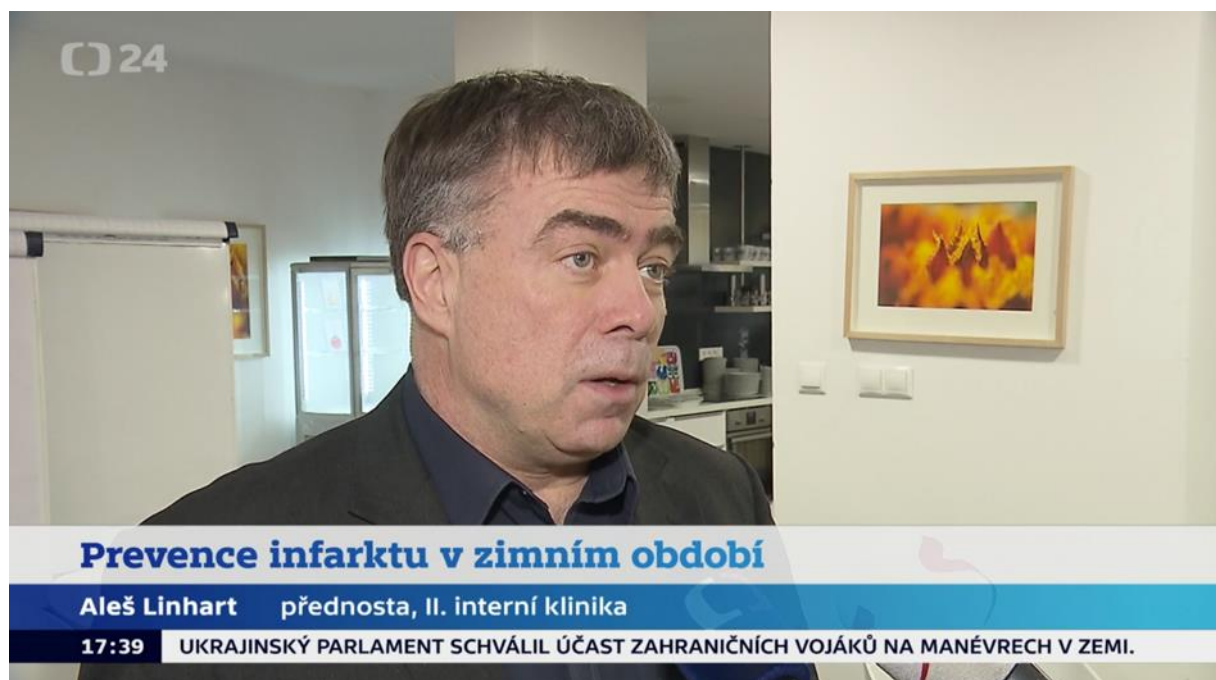 24
Prevence infarktu v zimním období
Aleš Linhart přednosta, II. interní klinika
17:39 UKRAJINSKÝ PARLAMENT SCHVÁLIL ÚČAST ZAHRANIČNÍCH VOJÁKŮ NA MANÉVRECH V ZEMI.